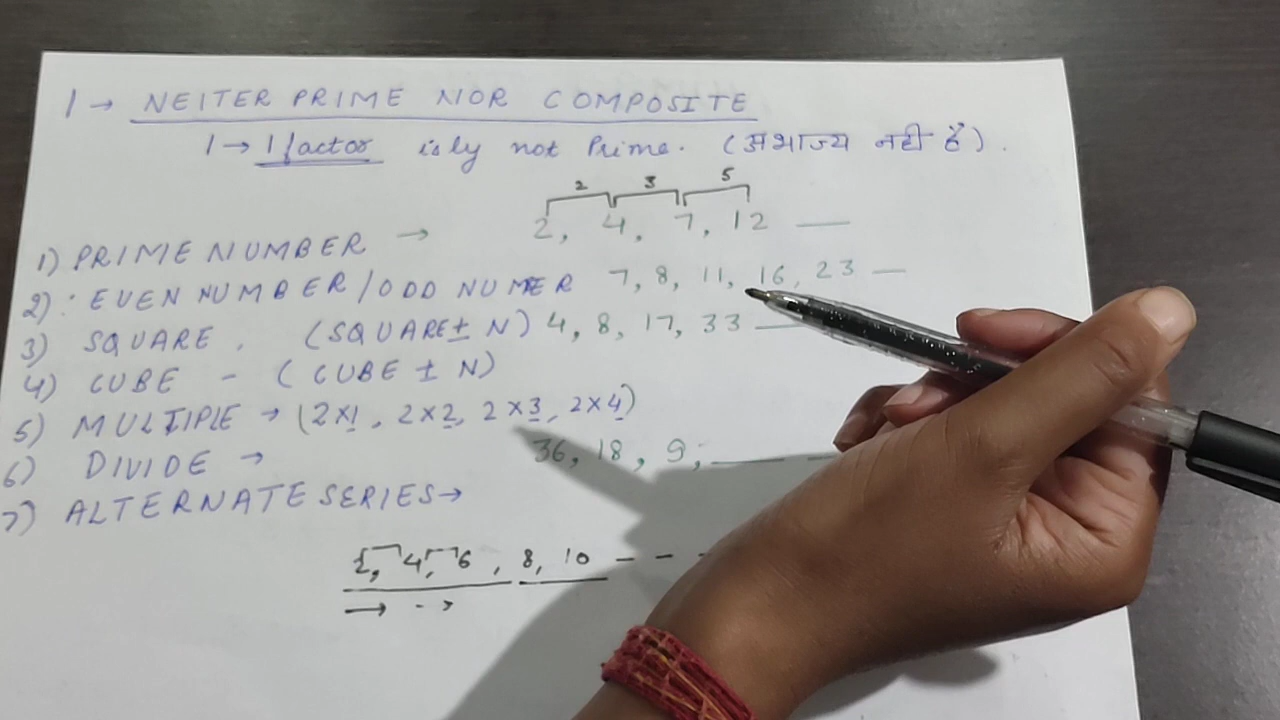 1 → NEITER PRIME NOR COMPOSITE
1 → 1 factor is not Prime. (अभाज्य नही है).
2 3 5
1) PRIME NUMBER → 2, 4, 7, 12 —
2) : EVEN NUMBER / ODD NUMER 7, 8, 11, 16, 23 —
3) SQUARE . (SQUARE ± N) 4, 8, 17, 33 —
4) CUBE - (CUBE ± N)
5) MULTIPLE → (2×1, 2×2, 2×3, 2×4)
6) DIVIDE → 36, 18, 9, — —
7) ALTERNATE SERIES →
2, 4, 6, 8, 10 - - -
→ →